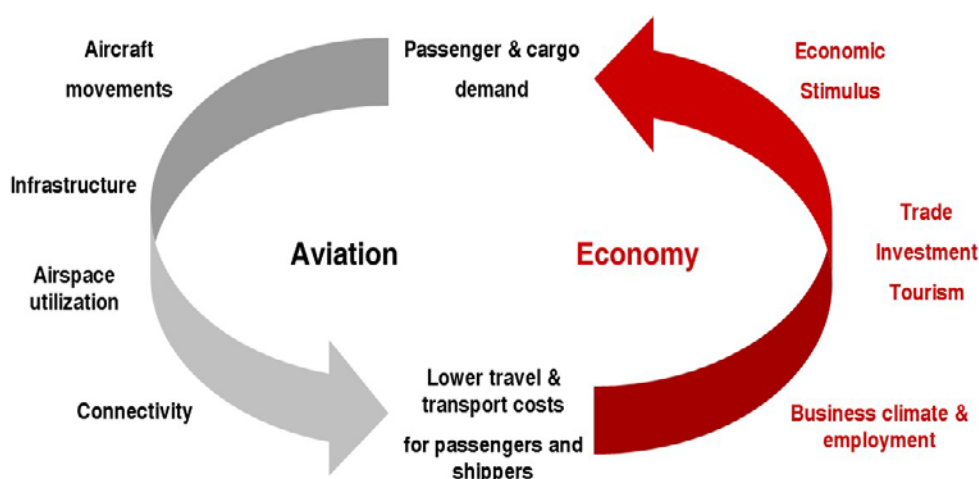 Aircraft
movements
Passenger & cargo
demand
Economic
Stimulus
Infrastructure
Trade
Aviation
Economy
Investment
Airspace
utilization
Tourism
Lower travel &
transport costs
Connectivity
for passengers and
shippers
Business climate &
employment